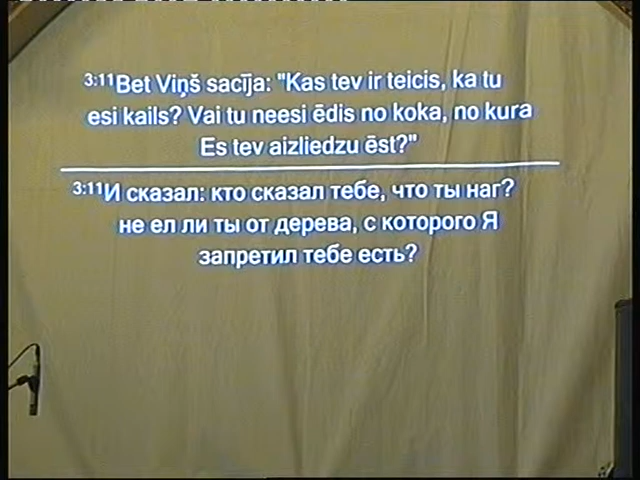 3:11Bet Viņš sacīja: "Kas tev ir teicis, ka tu
esi kails? Vai tu neesi ēdis no koka, no kura
Es tev aizliedzu ēst?"
3:11И сказал: кто сказал тебе, что ты наг?
не ел ли ты от дерева, с которого Я
запретил тебе есть?